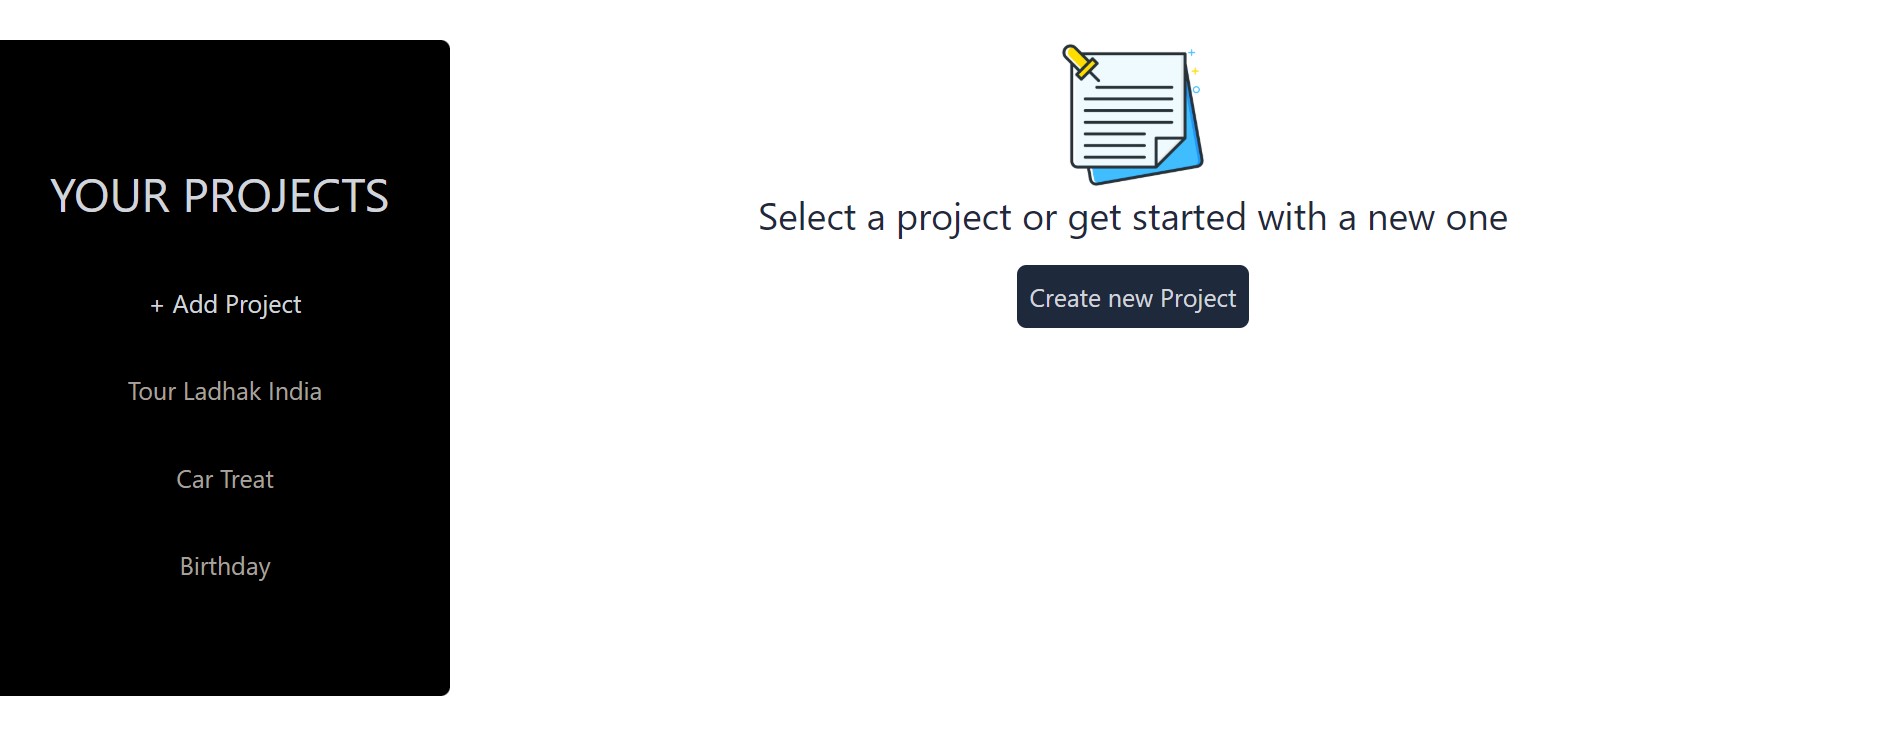 YOUR PROJECTS
+ Add Project
Tour Ladhak India
Car Treat
Birthday
Select a project or get started with a new one
Create new Project